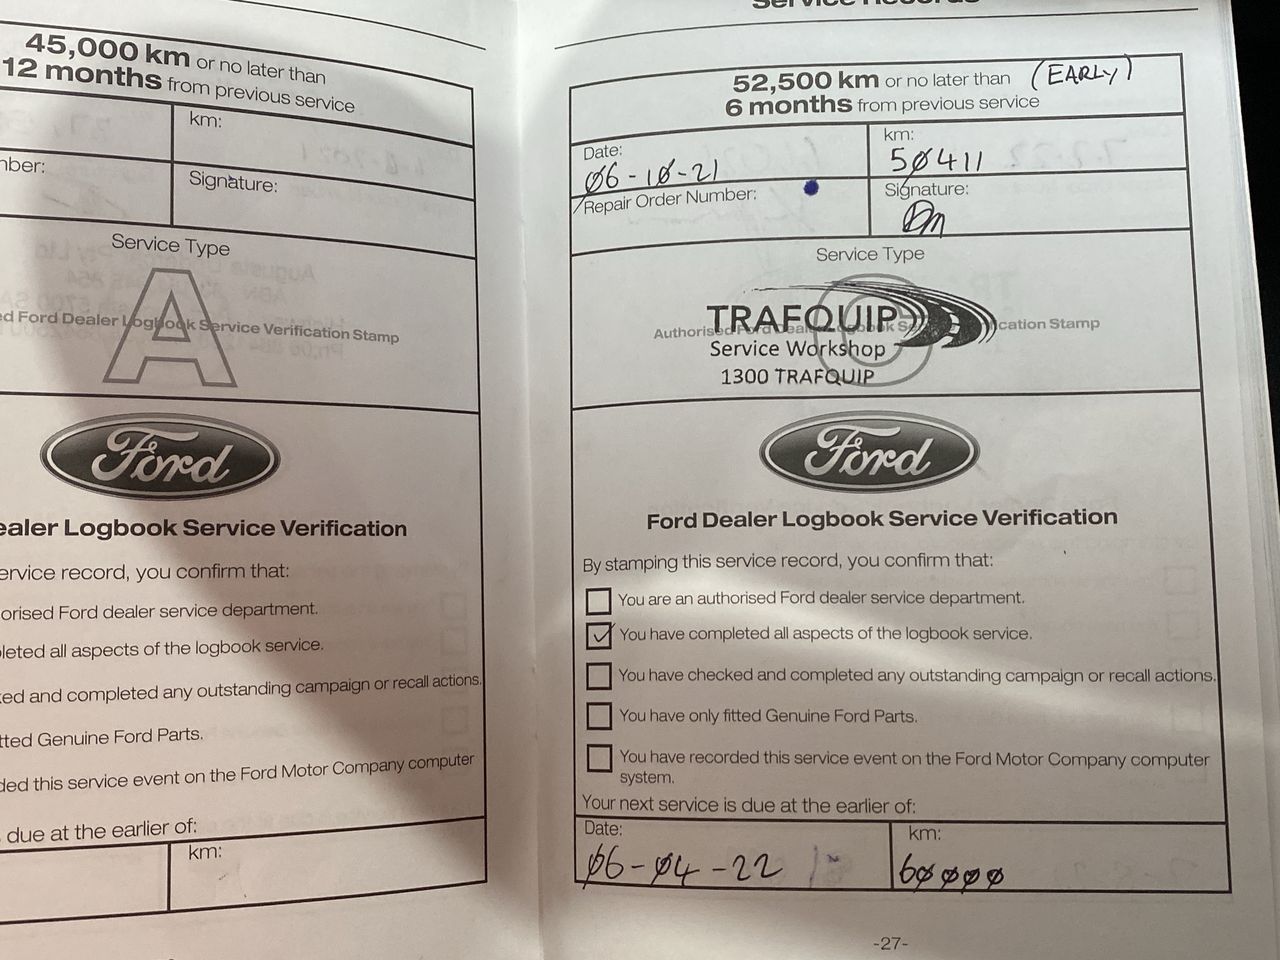 45,000 km or no later than
12 months from previous service
km:
nber:
Signature:
Service Type
A
ed Ford Dealer Logbook Service Verification Stamp
Ford
ealer Logbook Service Verification
ervice record, you confirm that:
orised Ford dealer service department.
leted all aspects of the logbook service.
ked and completed any outstanding campaign or recall actions.
tted Genuine Ford Parts.
ded this service event on the Ford Motor Company computer
due at the earlier of:
km:
Service Records
52,500 km or no later than (EARLY)
6 months from previous service
Date:
06-10-21
km:
50411
Repair Order Number:
Signature:
Service Type
TRAFQUIP
Service Workshop
1300 TRAFQUIP
Ford
Ford Dealer Logbook Service Verification
By stamping this service record, you confirm that:
You are an authorised Ford dealer service department.
You have completed all aspects of the logbook service.
You have checked and completed any outstanding campaign or recall actions.
You have only fitted Genuine Ford Parts.
You have recorded this service event on the Ford Motor Company computer
system.
Your next service is due at the earlier of:
Date:
06-04-22
km:
60000
-27-